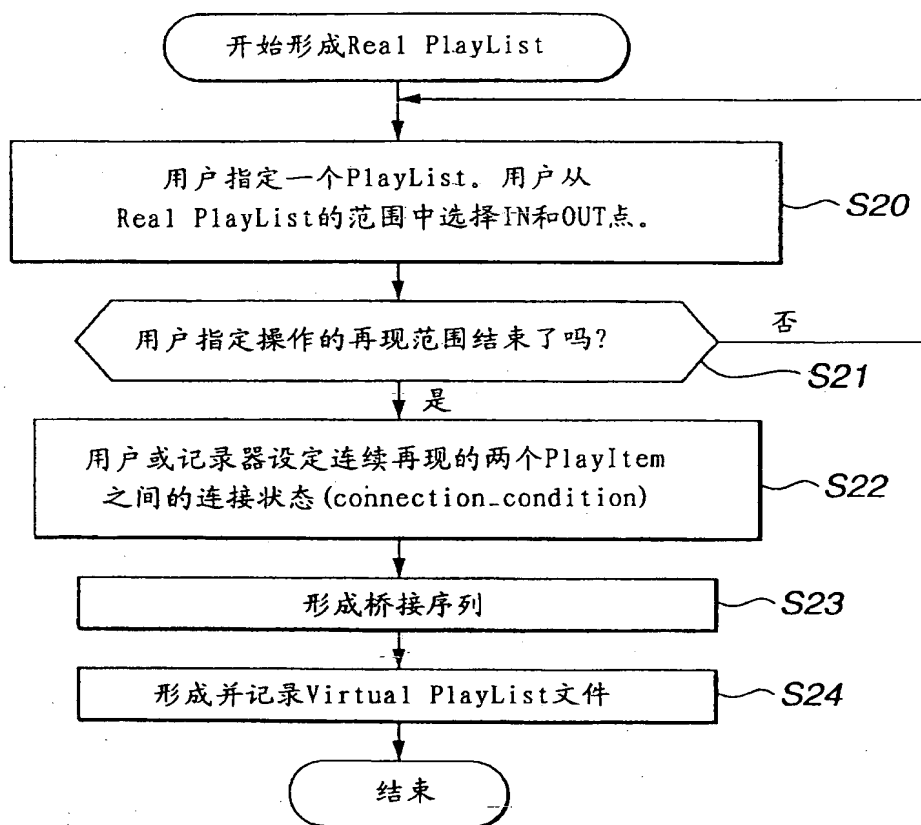 开始形成Real PlayList
用户指定一个PlayList。用户从
Real PlayList的范围中选择IN和OUT点。
S20
用户指定操作的再现范围结束了吗?
否
S21
是
用户或记录器设定连续再现的两个PlayItem
之间的连接状态(connection_condition)
S22
形成桥接序列
S23
形成并记录Virtual PlayList文件
S24
结束